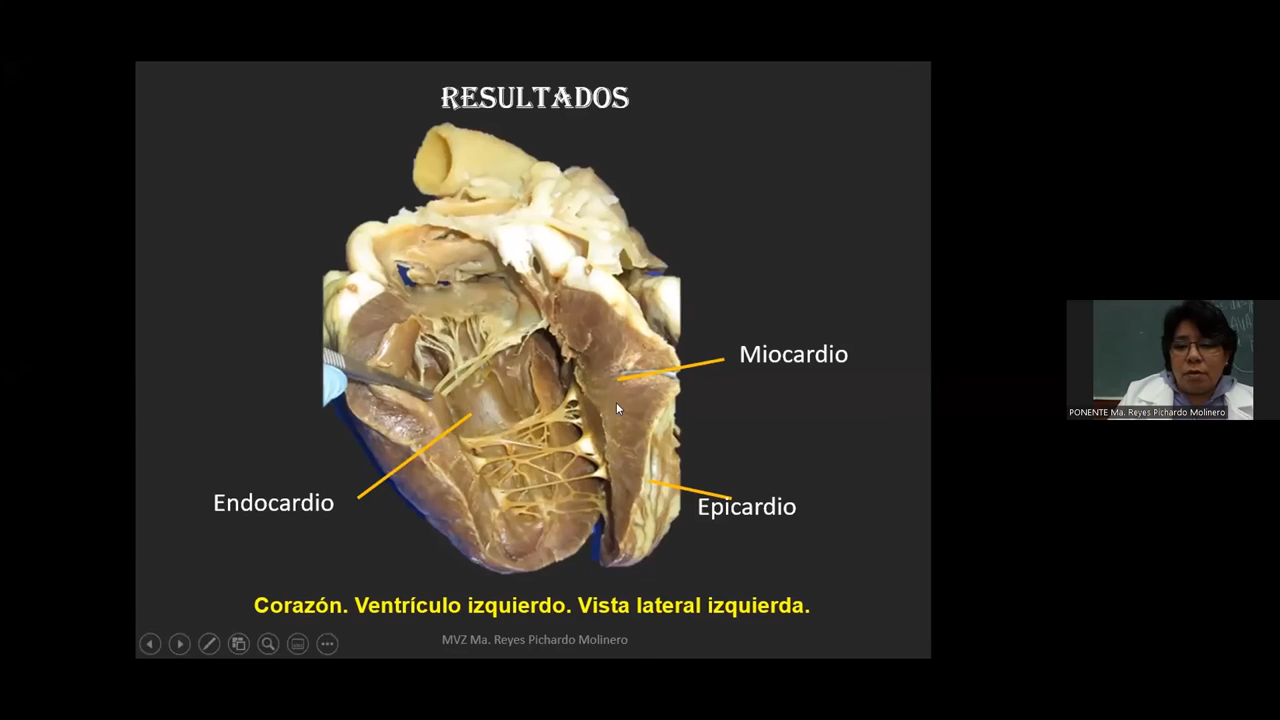 RESULTADOS
Miocardio
Endocardio
Epicardio
PONENTE Ma. Reyes Pichardo Molinero
Corazón. Ventrículo izquierdo. Vista lateral izquierda.
MVZ Ma. Reyes Pichardo Molinero